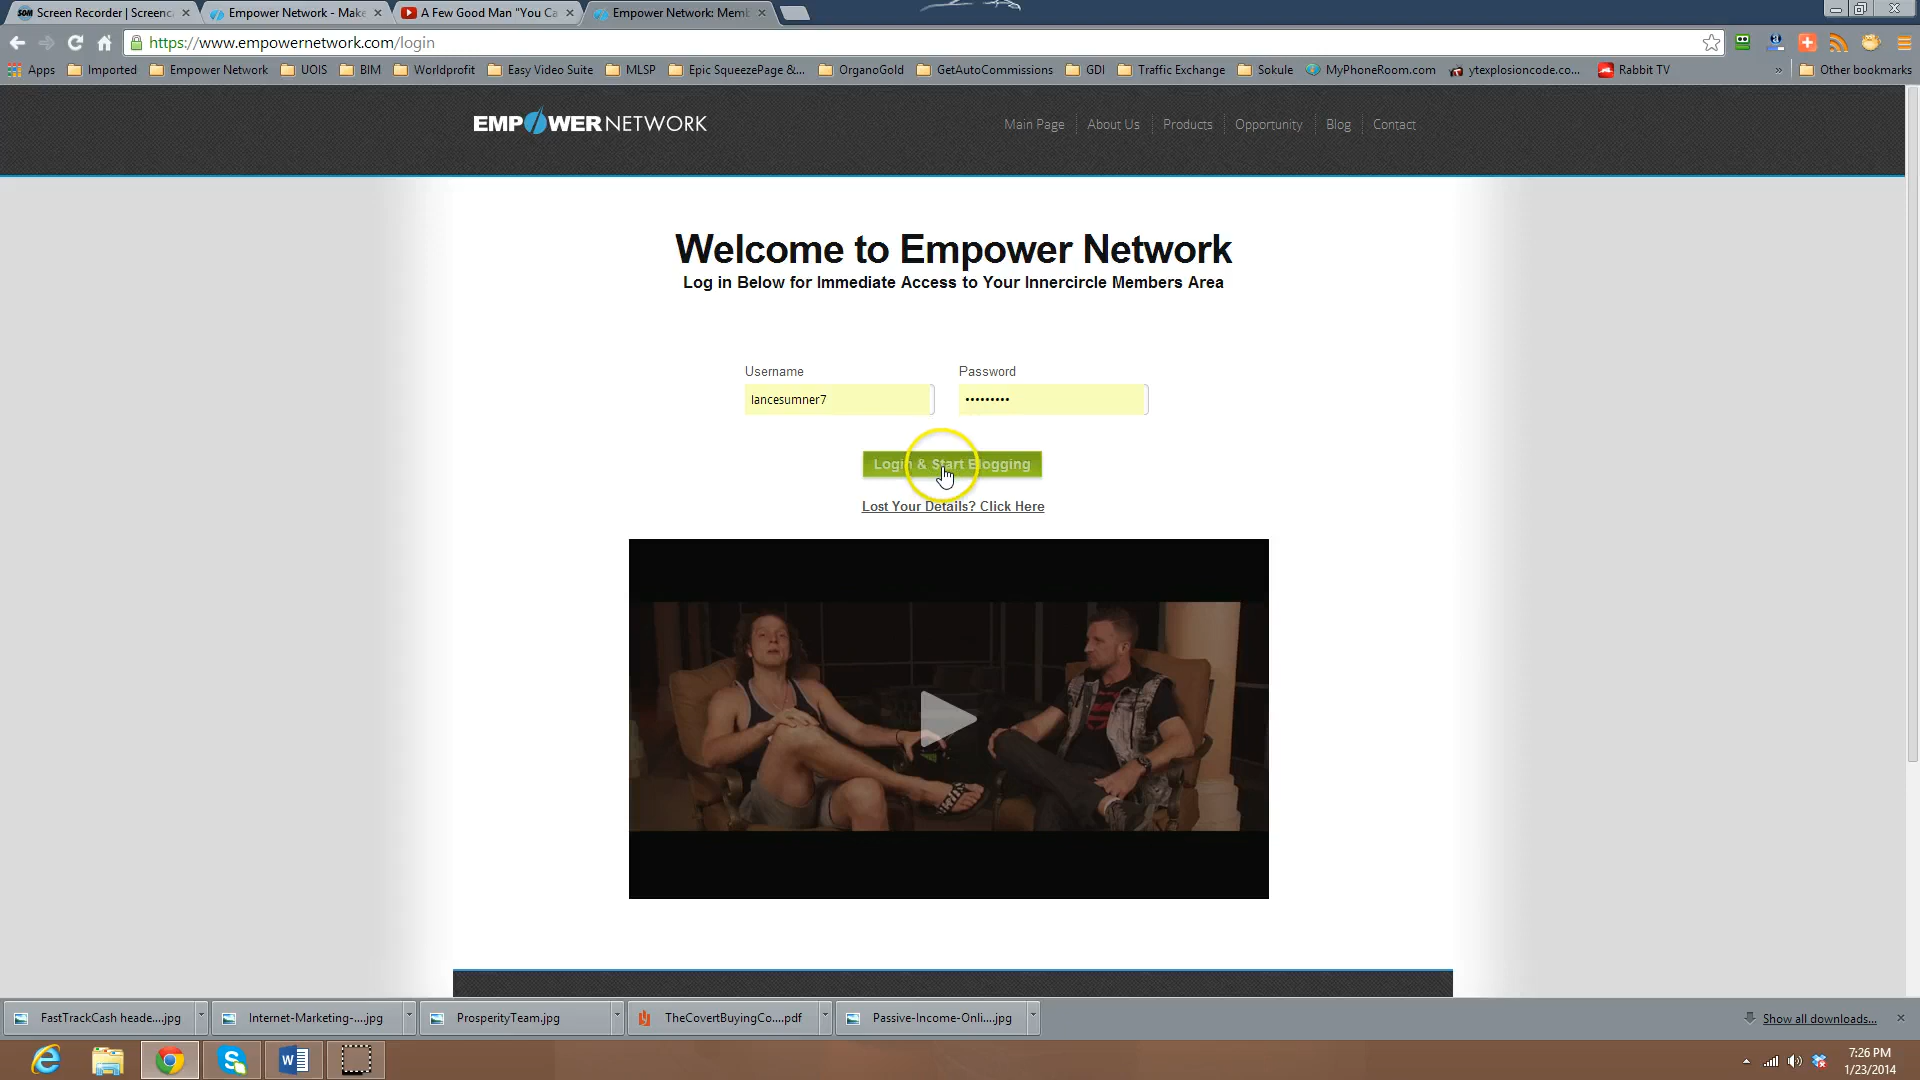 Screen Recorder | Screenc
Empower Network - Make
A Few Good Man "You Ca
Empower Network: Memb
https://www.empowernetwork.com/login
Apps Imported Empower Network UOIS BIM Worldprofit Easy Video Suite MLSP Epic SqueezePage &... OrganoGold GetAutoCommissions GDI Traffic Exchange Sokule MyPhoneRoom.com ytexplosioncode.co... Rabbit TV » Other bookmarks
EMPOWER NETWORK
Main Page About Us Products Opportunity Blog Contact
Welcome to Empower Network
Log in Below for Immediate Access to Your Innercircle Members Area
Username Password
lancesumner7 •••••••••
Login & Start Blogging
Lost Your Details? Click Here
FastTrackCash heade....jpg Internet-Marketing-....jpg ProsperityTeam.jpg TheCovertBuyingCo....pdf Passive-Income-Onli....jpg Show all downloads...
7:26 PM
1/23/2014